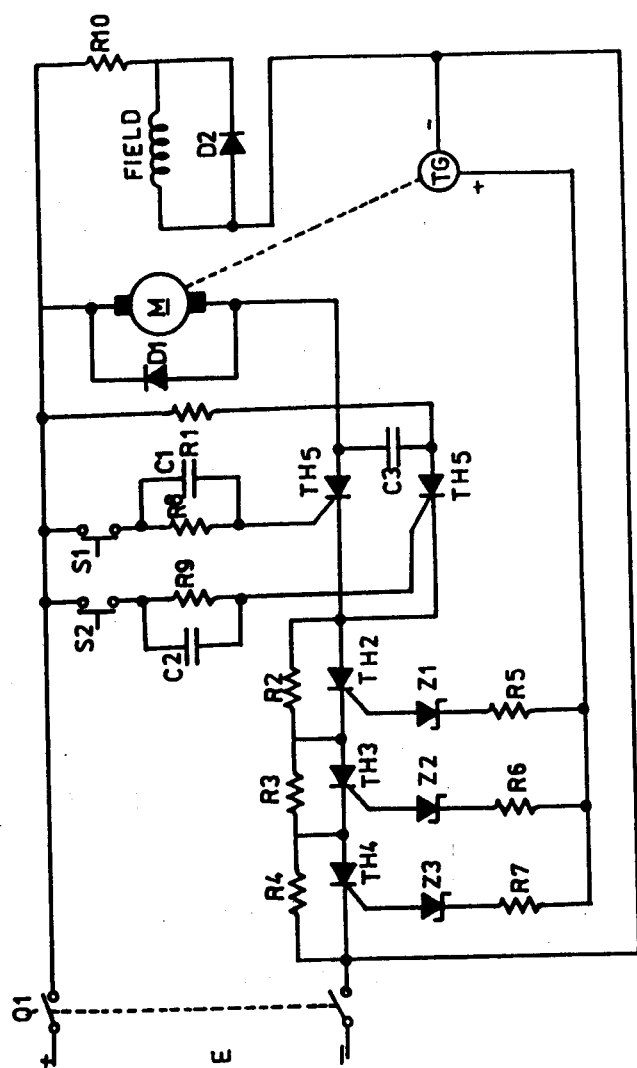 Q1
+
E
−
S2
S1
C2
R9
R8
C1
R1
D1
M
FIELD
R10
D2
TH5
C3
TH5
TG
−
+
R4
R3
R2
TH4
TH3
TH2
Z3
Z2
Z1
R7
R6
R5